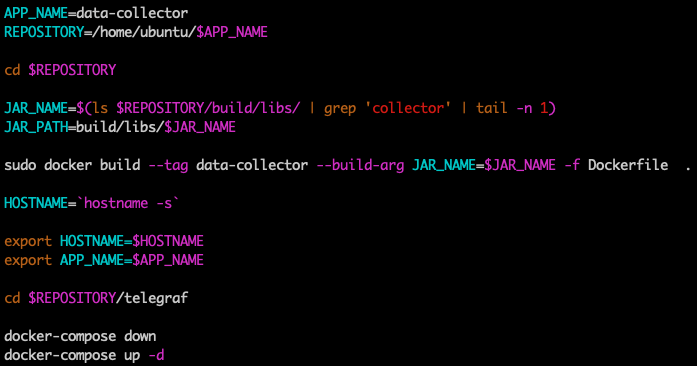 APP_NAME=data-collector
REPOSITORY=/home/ubuntu/$APP_NAME
cd $REPOSITORY
JAR_NAME=$(ls $REPOSITORY/build/libs/ | grep 'collector' | tail -n 1)
JAR_PATH=build/libs/$JAR_NAME
sudo docker build --tag data-collector --build-arg JAR_NAME=$JAR_NAME -f Dockerfile  .
HOSTNAME=`hostname -s`
export HOSTNAME=$HOSTNAME
export APP_NAME=$APP_NAME
cd $REPOSITORY/telegraf
docker-compose down
docker-compose up -d